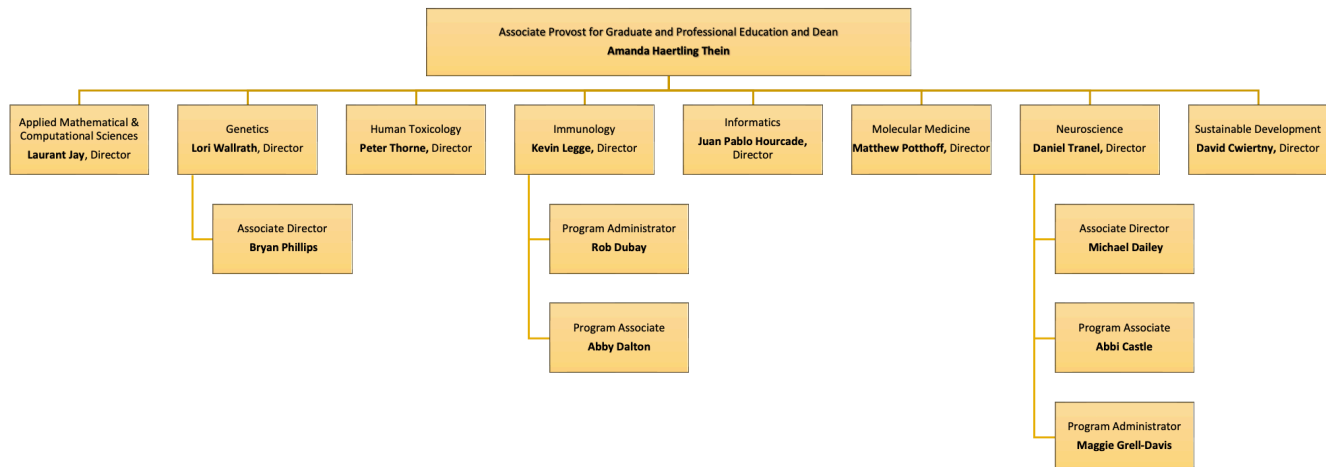 Associate Provost for Graduate and Professional Education and Dean
Amanda Haertling Thein
Applied Mathematical &
Computational Sciences
Laurant Jay, Director
Genetics
Lori Wallrath, Director
Human Toxicology
Peter Thorne, Director
Immunology
Kevin Legge, Director
Informatics
Juan Pablo Hourcade,
Director
Molecular Medicine
Matthew Potthoff, Director
Neuroscience
Daniel Tranel, Director
Sustainable Development
David Cwiertny, Director
Associate Director
Bryan Phillips
Program Administrator
Rob Dubay
Associate Director
Michael Dailey
Program Associate
Abby Dalton
Program Associate
Abbi Castle
Program Administrator
Maggie Grell-Davis